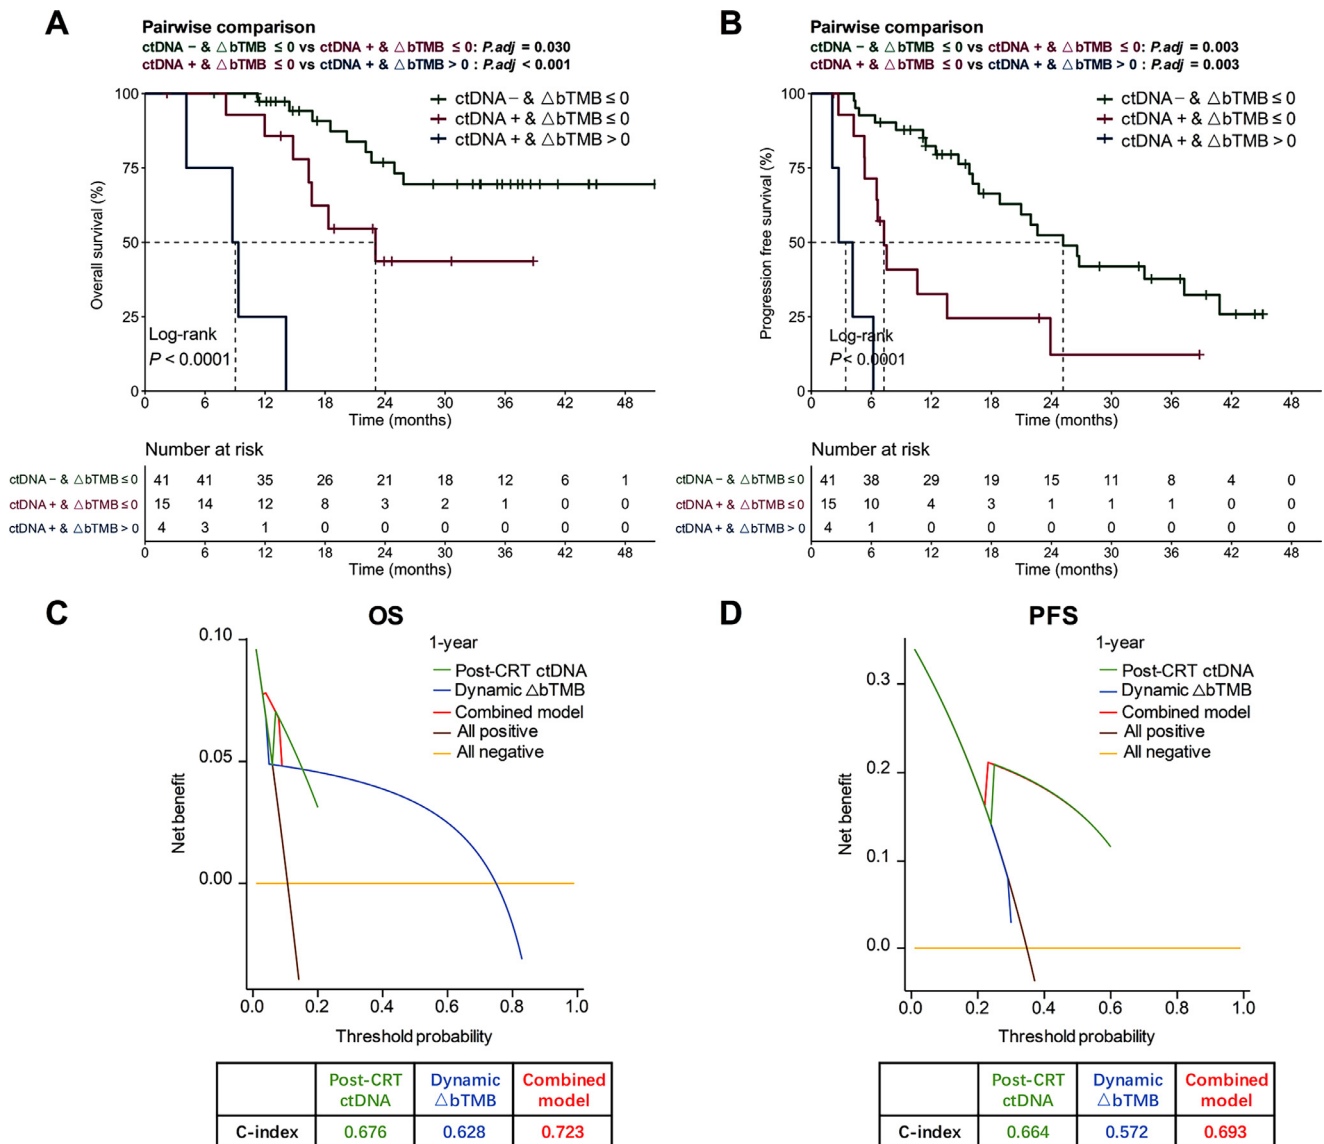 A
Pairwise comparison
ctDNA − & △bTMB ≤ 0 vs ctDNA + & △bTMB ≤ 0: P.adj = 0.030
ctDNA + & △bTMB ≤ 0 vs ctDNA + & △bTMB > 0 : P.adj < 0.001
100
75
50
25
0
Overall survival (%)
ctDNA − & △bTMB ≤ 0
ctDNA + & △bTMB ≤ 0
ctDNA + & △bTMB > 0
Log-rank
P < 0.0001
0 6 12 18 24 30 36 42 48
Time (months)
Number at risk
ctDNA − & △bTMB ≤ 0 41 41 35 26 21 18 12 6 1
ctDNA + & △bTMB ≤ 0 15 14 12 8 3 2 1 0 0
ctDNA + & △bTMB > 0 4 3 1 0 0 0 0 0 0
0 6 12 18 24 30 36 42 48
Time (months)
B
Pairwise comparison
ctDNA − & △bTMB ≤ 0 vs ctDNA + & △bTMB ≤ 0: P.adj = 0.003
ctDNA + & △bTMB ≤ 0 vs ctDNA + & △bTMB > 0 : P.adj = 0.003
100
75
50
25
0
Progression free survival (%)
ctDNA − & △bTMB ≤ 0
ctDNA + & △bTMB ≤ 0
ctDNA + & △bTMB > 0
Log-rank
P < 0.0001
0 6 12 18 24 30 36 42 48
Time (months)
Number at risk
ctDNA − & △bTMB ≤ 0 41 38 29 19 15 11 8 4 0
ctDNA + & △bTMB ≤ 0 15 10 4 3 1 1 1 0 0
ctDNA + & △bTMB > 0 4 1 0 0 0 0 0 0 0
0 6 12 18 24 30 36 42 48
Time (months)
C
OS
0.10
0.05
0.00
Net benefit
1-year
Post-CRT ctDNA
Dynamic △bTMB
Combined model
All positive
All negative
0.0 0.2 0.4 0.6 0.8 1.0
Threshold probability
Post-CRT ctDNA Dynamic △bTMB Combined model
C-index 0.676 0.628 0.723
D
PFS
0.3
0.2
0.1
0.0
Net benefit
1-year
Post-CRT ctDNA
Dynamic △bTMB
Combined model
All positive
All negative
0.0 0.2 0.4 0.6 0.8 1.0
Threshold probability
Post-CRT ctDNA Dynamic △bTMB Combined model
C-index 0.664 0.572 0.693